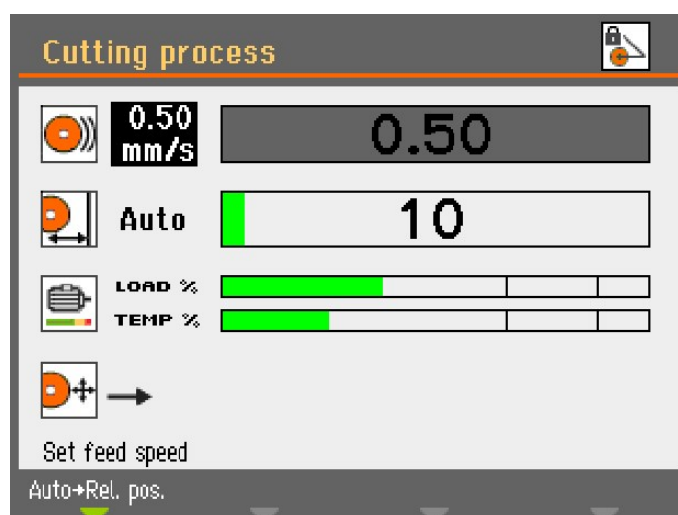 Cutting process
0.50
mm/s
0.50
Auto
10
LOAD %
TEMP %
Set feed speed
Auto→Rel. pos.